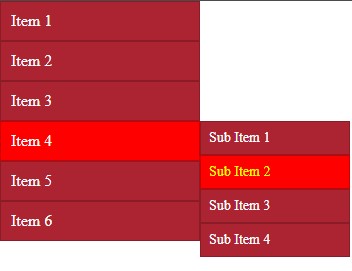 Item 1
Item 2
Item 3
Item 4
Sub Item 1
Sub Item 2
Sub Item 3
Sub Item 4
Item 5
Item 6